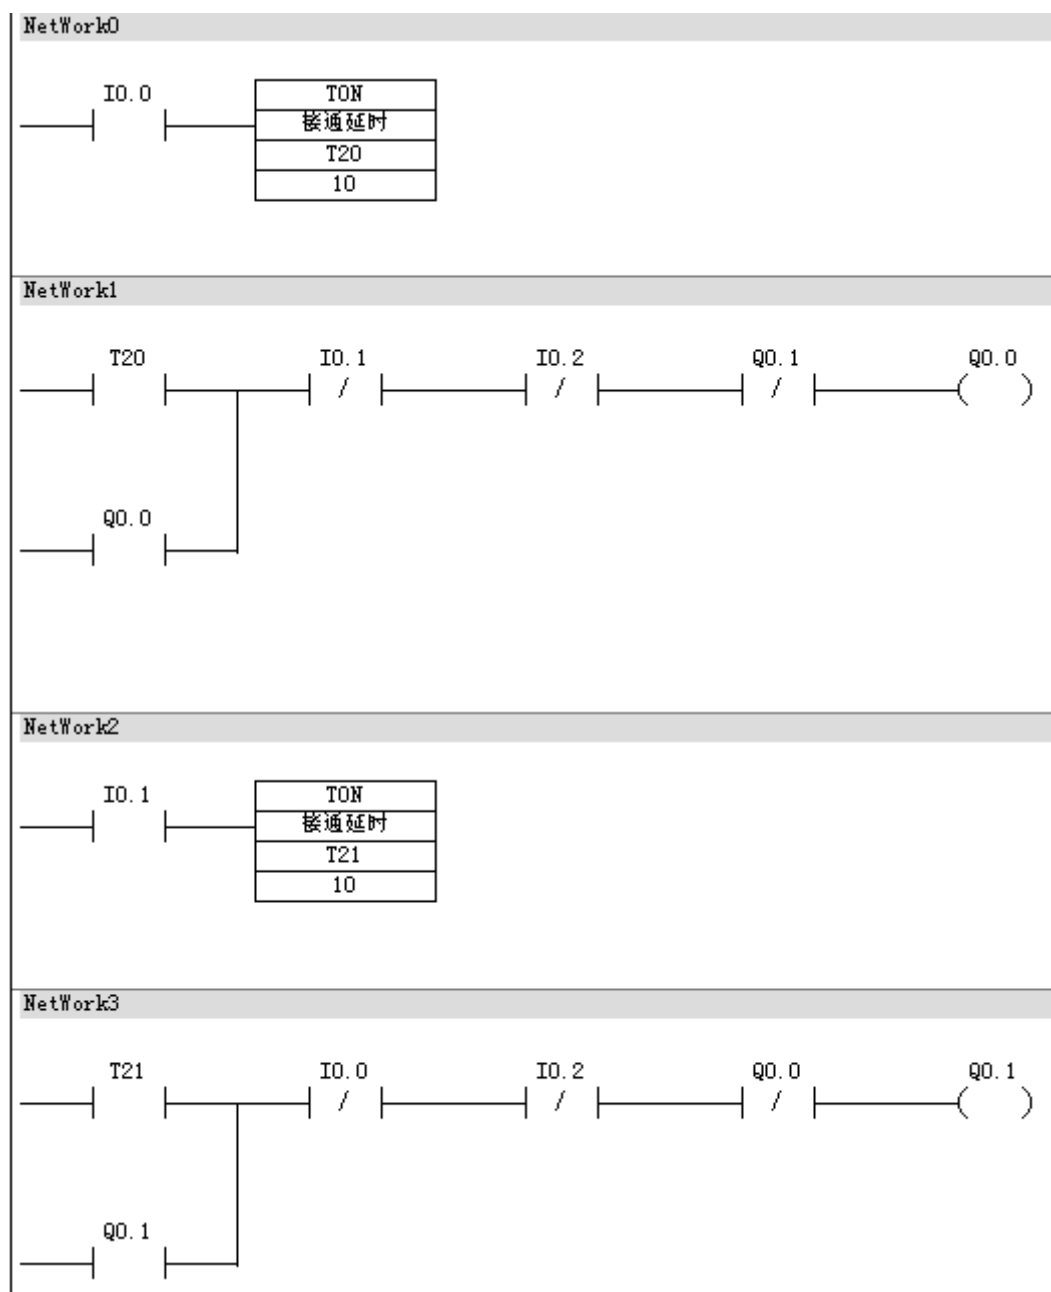 NetWork0
I0.0
TON
接通延时
T20
10
NetWork1
T20 I0.1 I0.2 Q0.1 Q0.0
Q0.0
NetWork2
I0.1
TON
接通延时
T21
10
NetWork3
T21 I0.0 I0.2 Q0.0 Q0.1
Q0.1